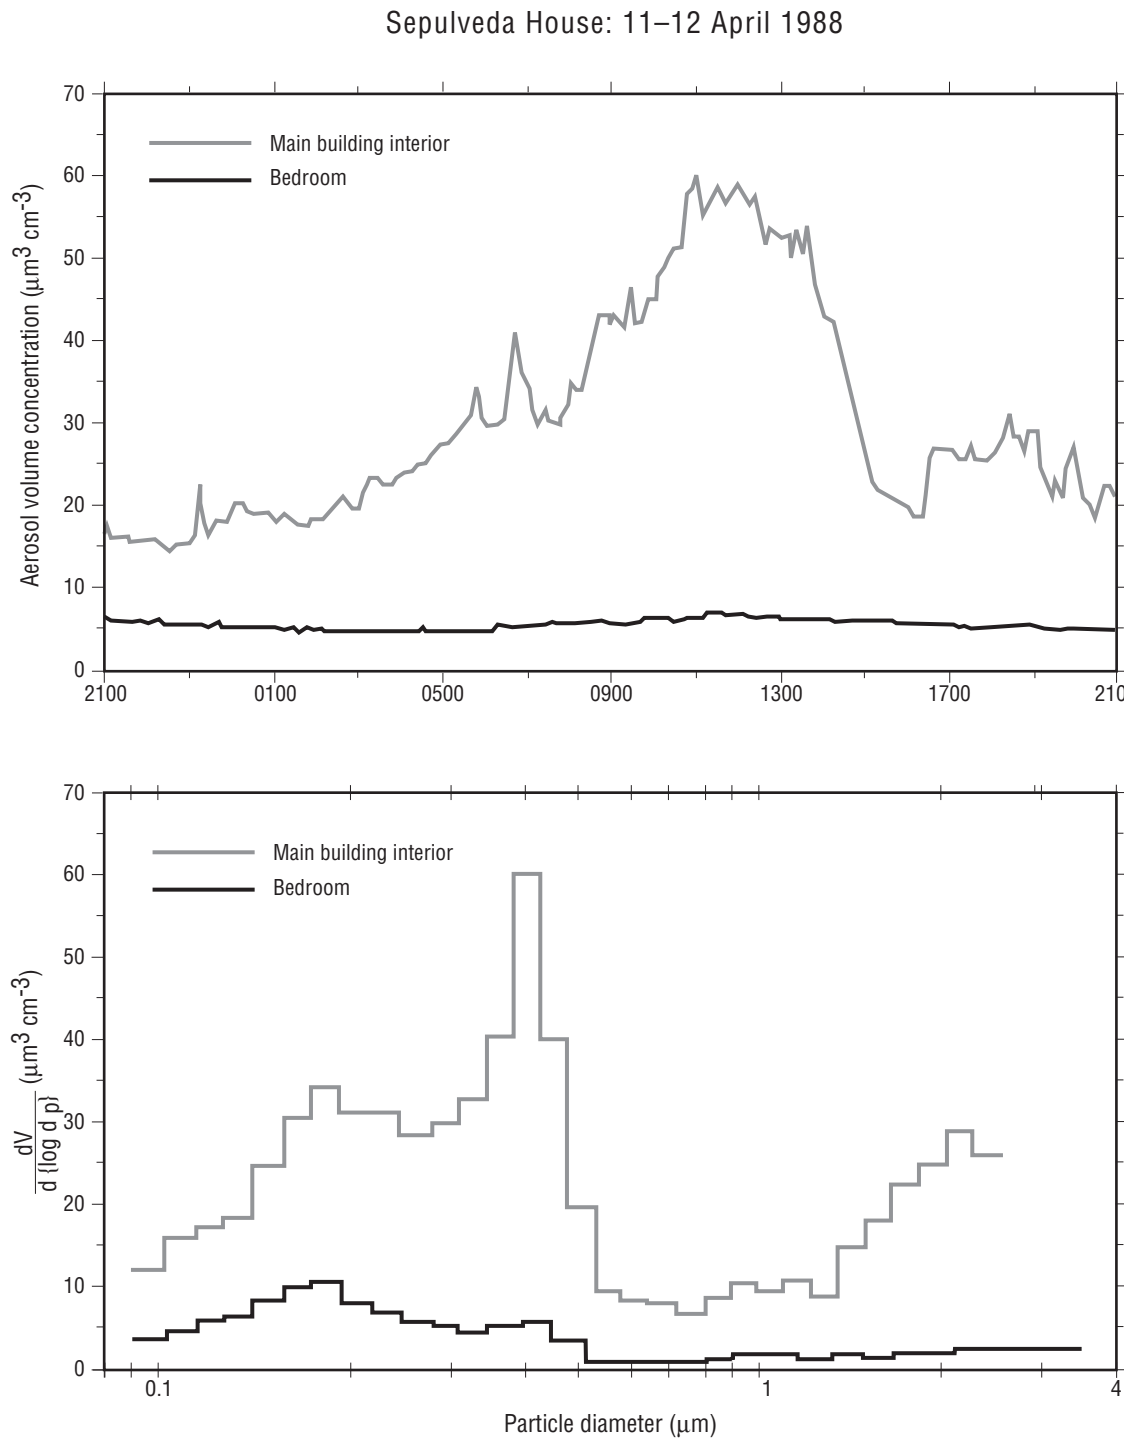 Sepulveda House: 11–12 April 1988
70
60
50
40
30
20
10
0
Aerosol volume concentration (μm3 cm-3)
Main building interior
Bedroom
2100 0100 0500 0900 1300 1700 210
70
60
50
40
30
20
10
0
dV
d {log d p}
(μm3 cm-3)
Main building interior
Bedroom
0.1 1 4
Particle diameter (μm)